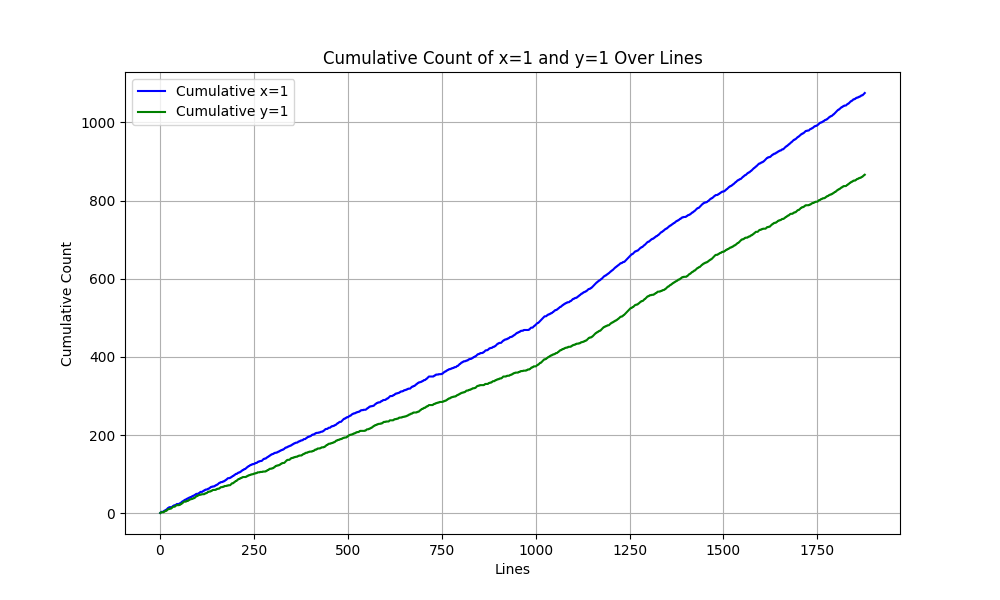 Cumulative Count of x=1 and y=1 Over Lines
Cumulative x=1
Cumulative y=1
Cumulative Count
1000
800
600
400
200
0
0 250 500 750 1000 1250 1500 1750
Lines